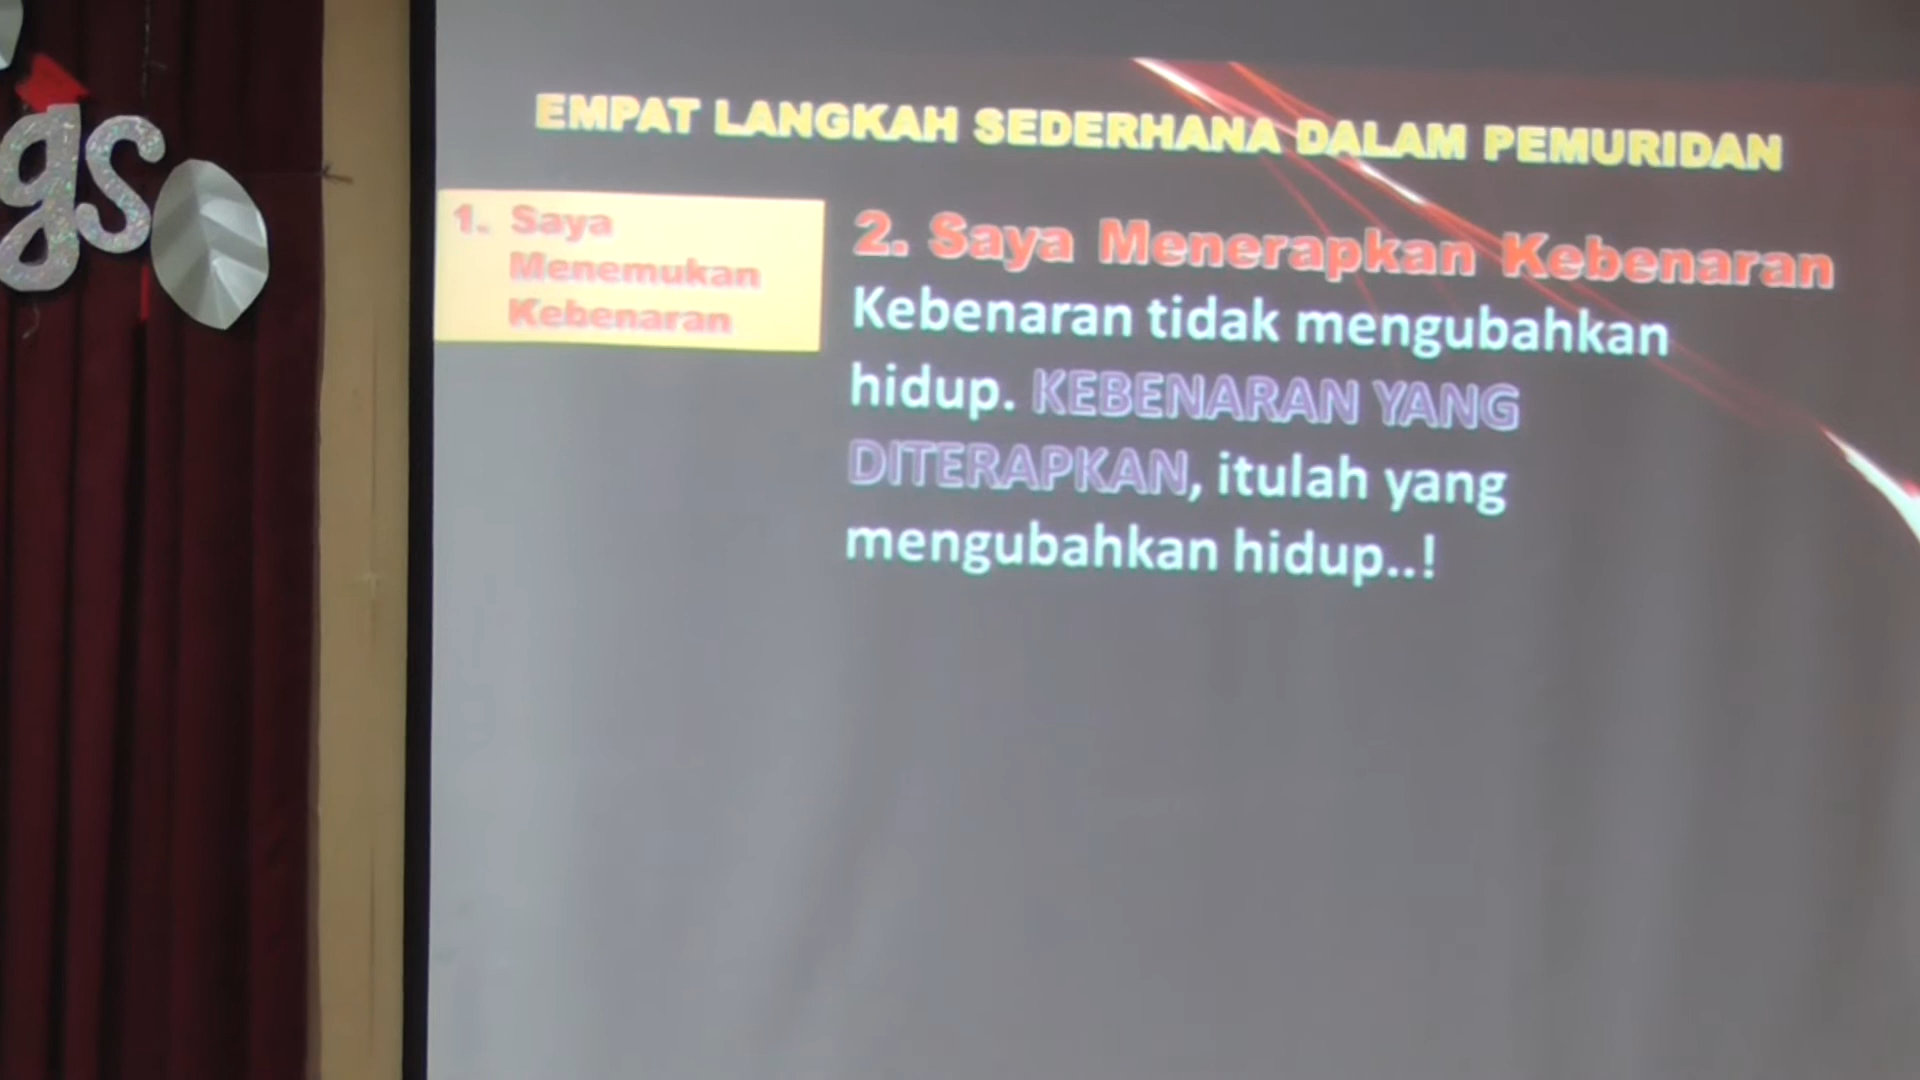 gs
EMPAT LANGKAH SEDERHANA DALAM PEMURIDAN
1. Saya
Menemukan
Kebenaran
2. Saya Menerapkan Kebenaran
Kebenaran tidak mengubahkan
hidup. KEBENARAN YANG
DITERAPKAN, itulah yang
mengubahkan hidup..!